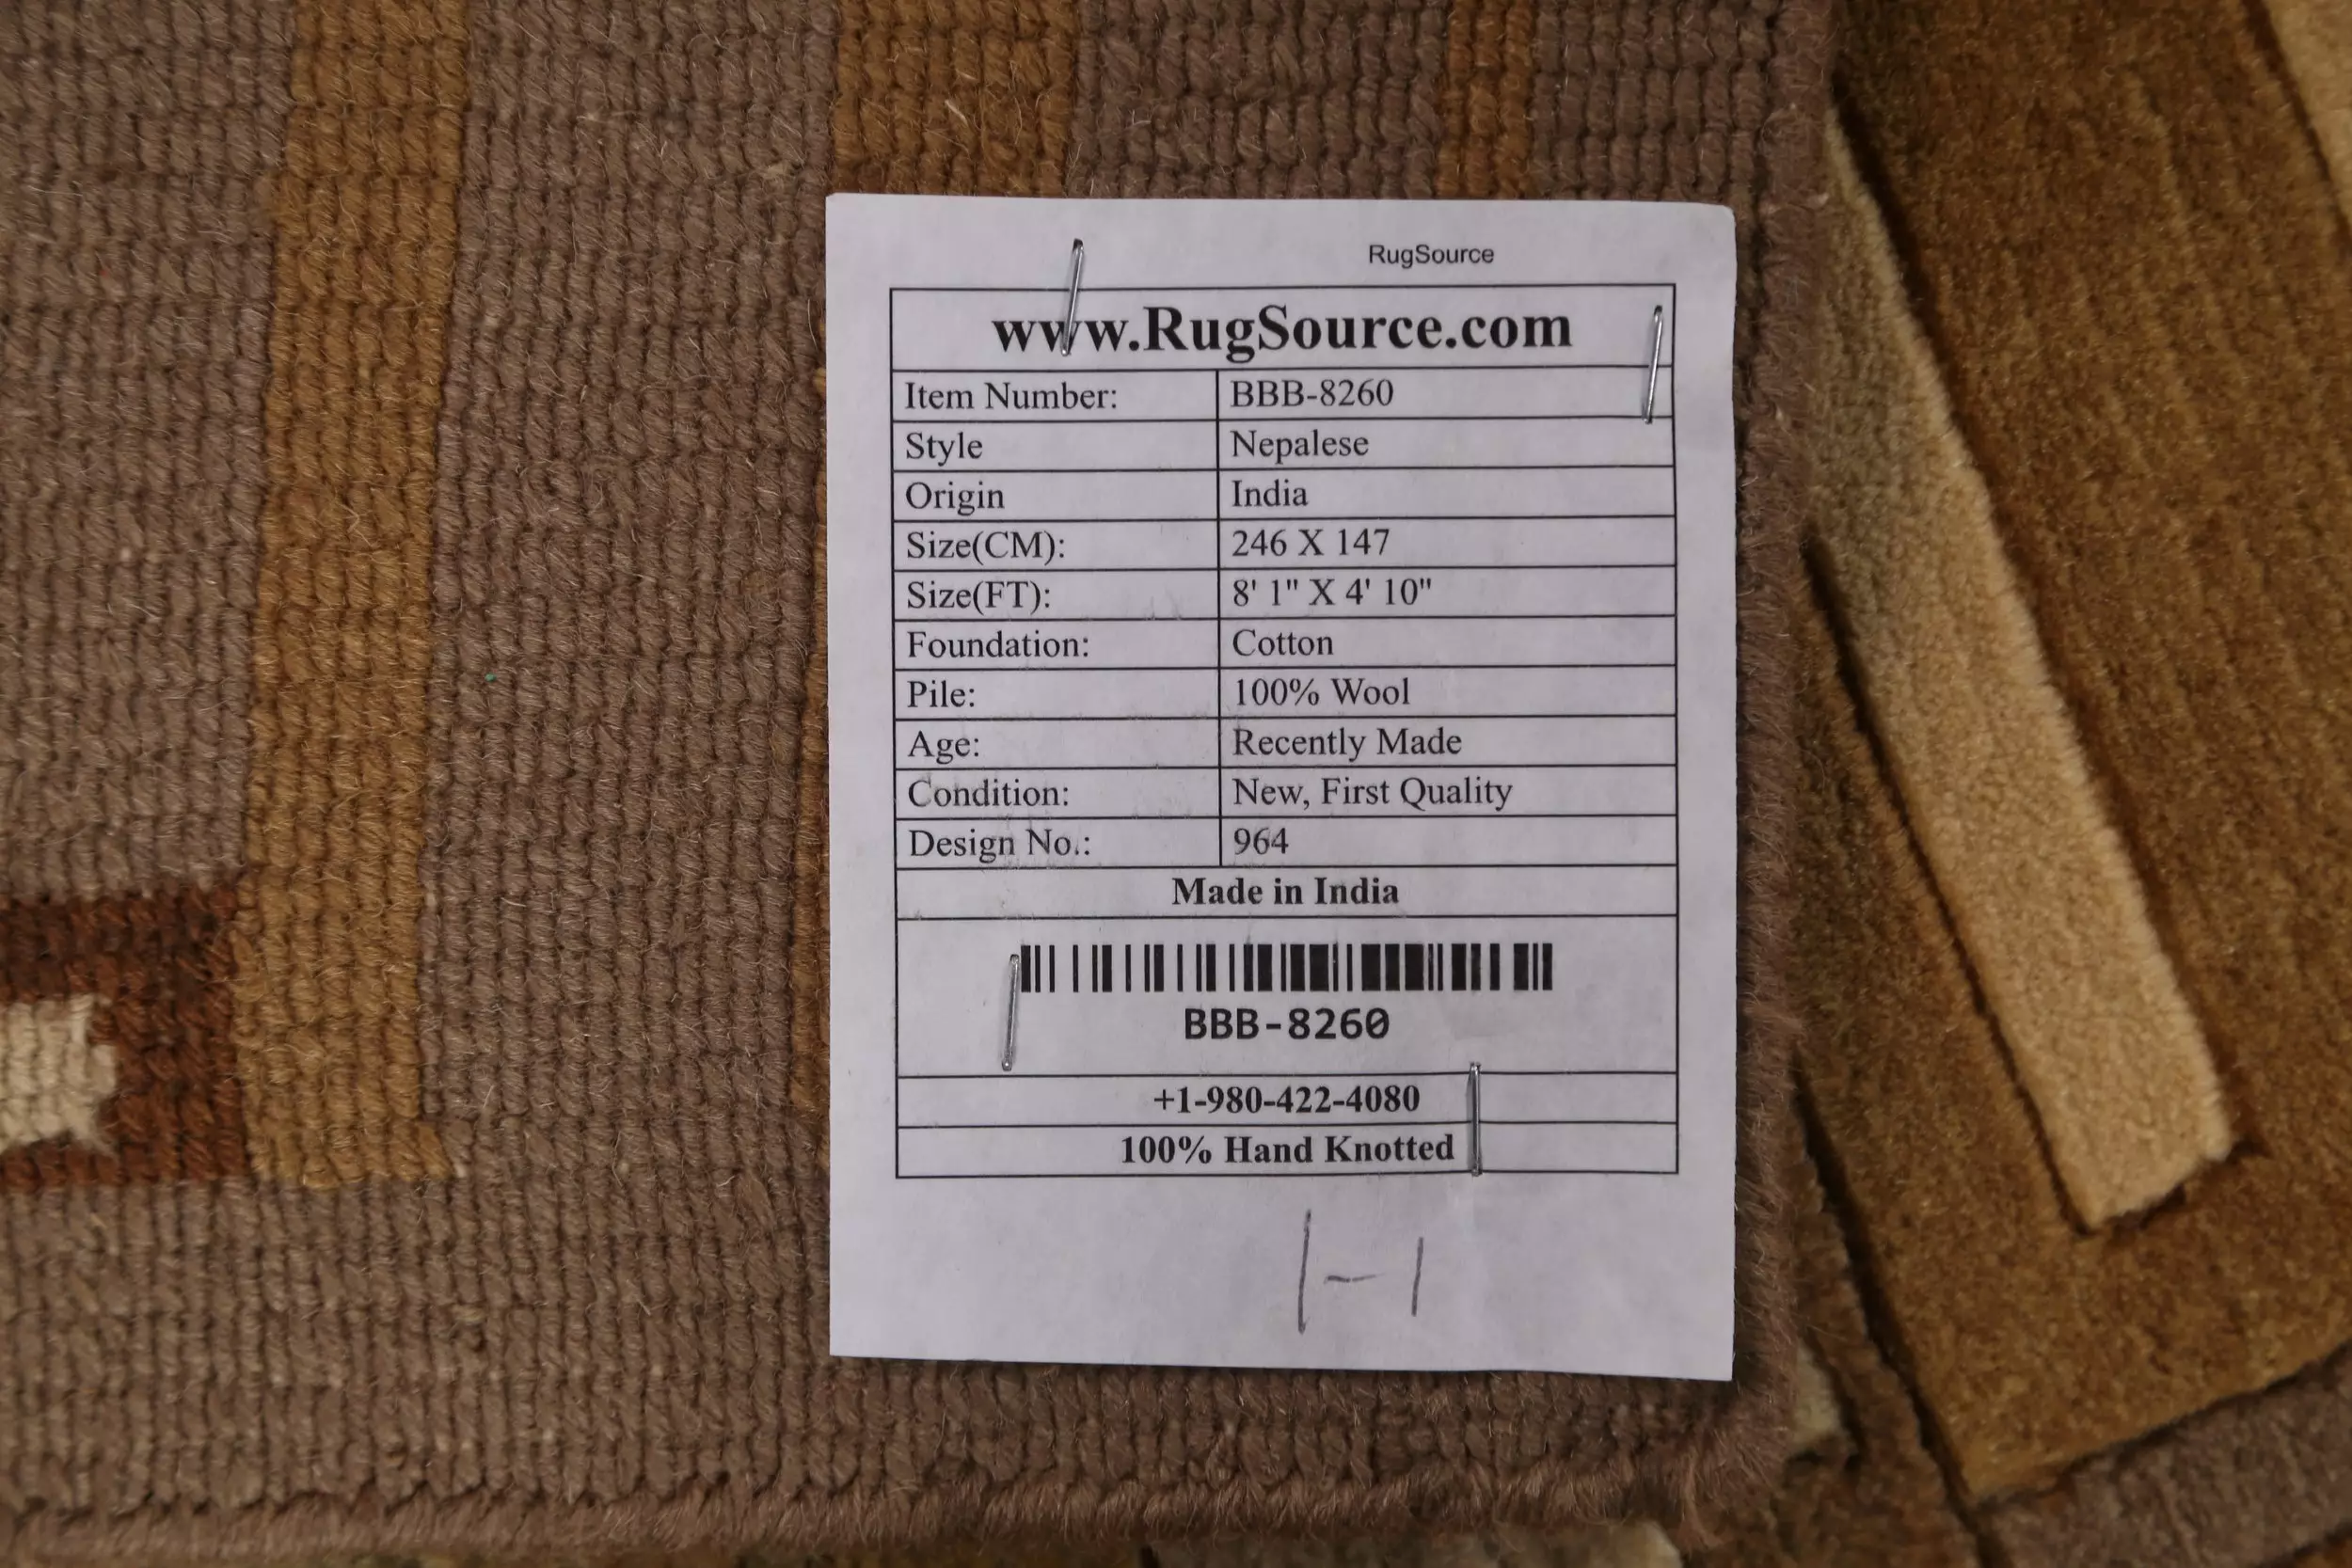 RugSource
www.RugSource.com
Item Number: BBB-8260
Style Nepalese
Origin India
Size(CM): 246 X 147
Size(FT): 8' 1" X 4' 10"
Foundation: Cotton
Pile: 100% Wool
Age: Recently Made
Condition: New, First Quality
Design No.: 964
Made in India
BBB-8260
+1-980-422-4080
100% Hand Knotted
1-1